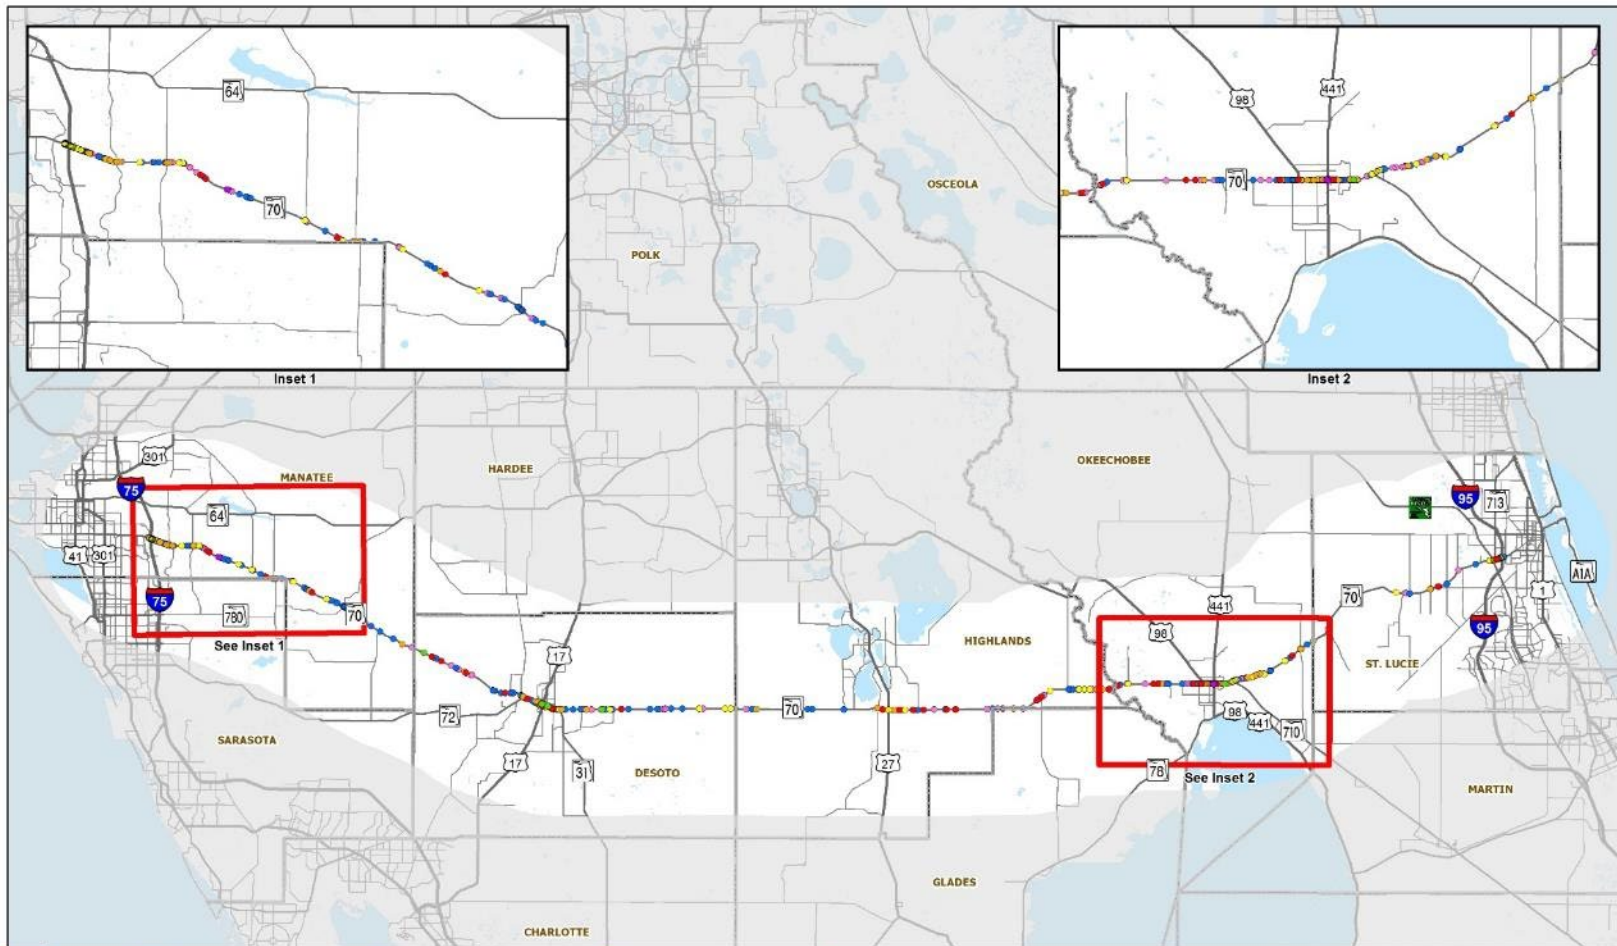 64
70
Inset 1
98
441
70
Inset 2
OSCEOLA
POLK
HARDEE
OKEECHOBEE
MANATEE
301
75
64
41
301
75
780
70
See Inset 1
95
713
A1A
1
70
95
441
98
HIGHLANDS
ST. LUCIE
17
72
70
98
441
710
SARASOTA
17
31
DESOTO
27
78
See Inset 2
MARTIN
GLADES
CHARLOTTE